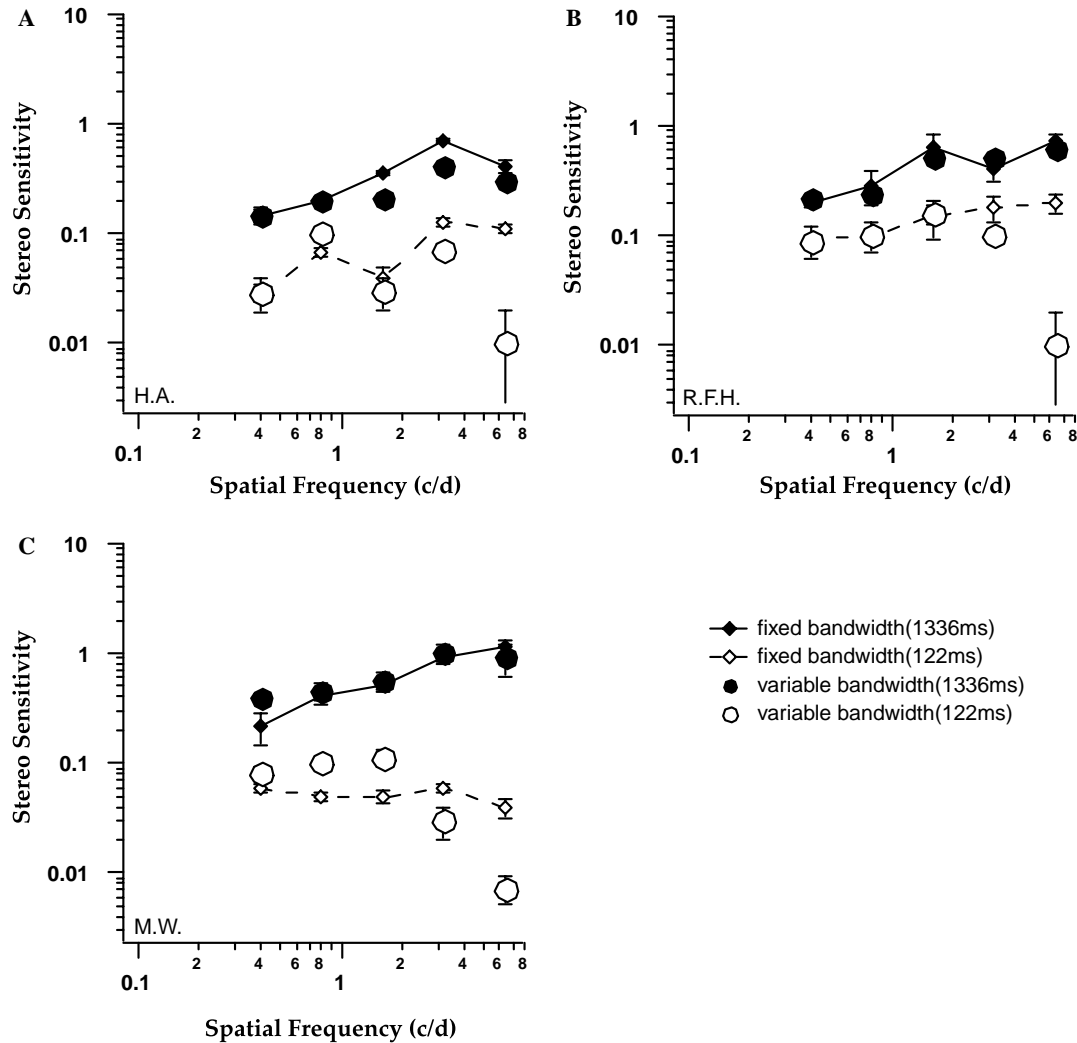 A
10
1
0.1
0.01
Stereo Sensitivity
H.A.
2 4 6 8 2 4 6 8
0.1 1
Spatial Frequency (c/d)
B
10
1
0.1
0.01
Stereo Sensitivity
R.F.H.
2 4 6 8 2 4 6 8
0.1 1
Spatial Frequency (c/d)
C
10
1
0.1
0.01
Stereo Sensitivity
M.W.
2 4 6 8 2 4 6 8
0.1 1
Spatial Frequency (c/d)
fixed bandwidth(1336ms)
fixed bandwidth(122ms)
variable bandwidth(1336ms)
variable bandwidth(122ms)